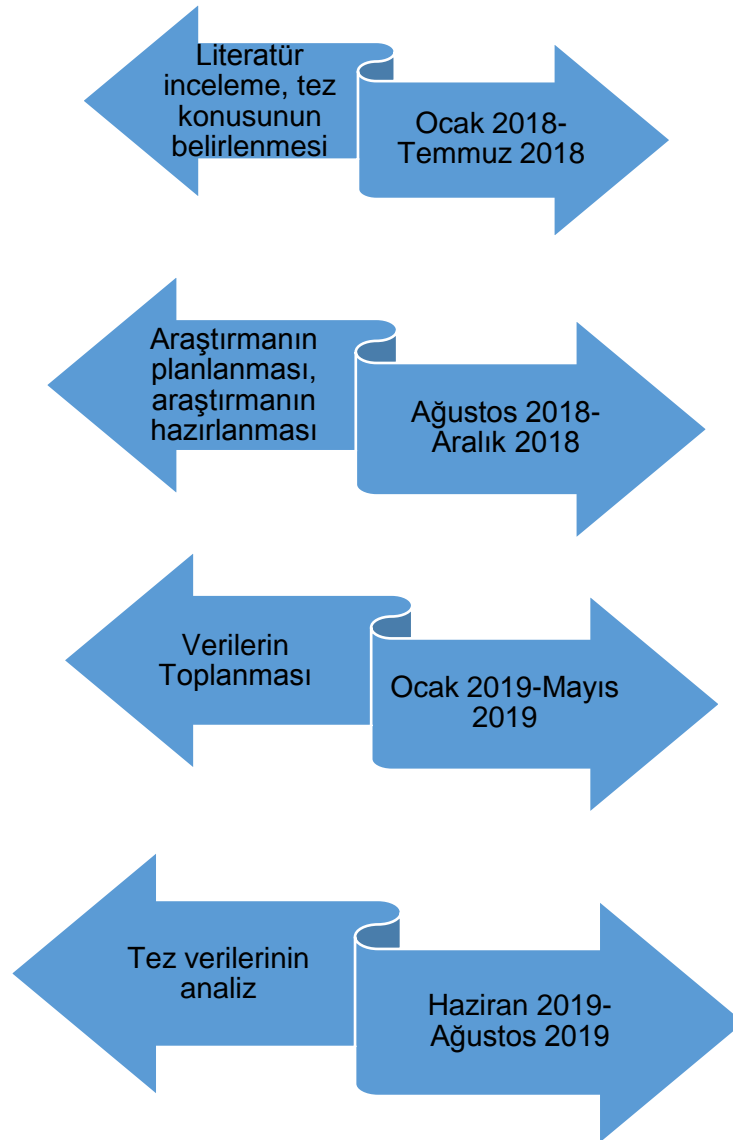 Literatür
inceleme, tez
konusunun
belirlenmesi
Ocak 2018-
Temmuz 2018
Araştırmanın
planlanması,
araştırmanın
hazırlanması
Ağustos 2018-
Aralık 2018
Verilerin
Toplanması
Ocak 2019-Mayıs
2019
Tez verilerinin
analiz
Haziran 2019-
Ağustos 2019